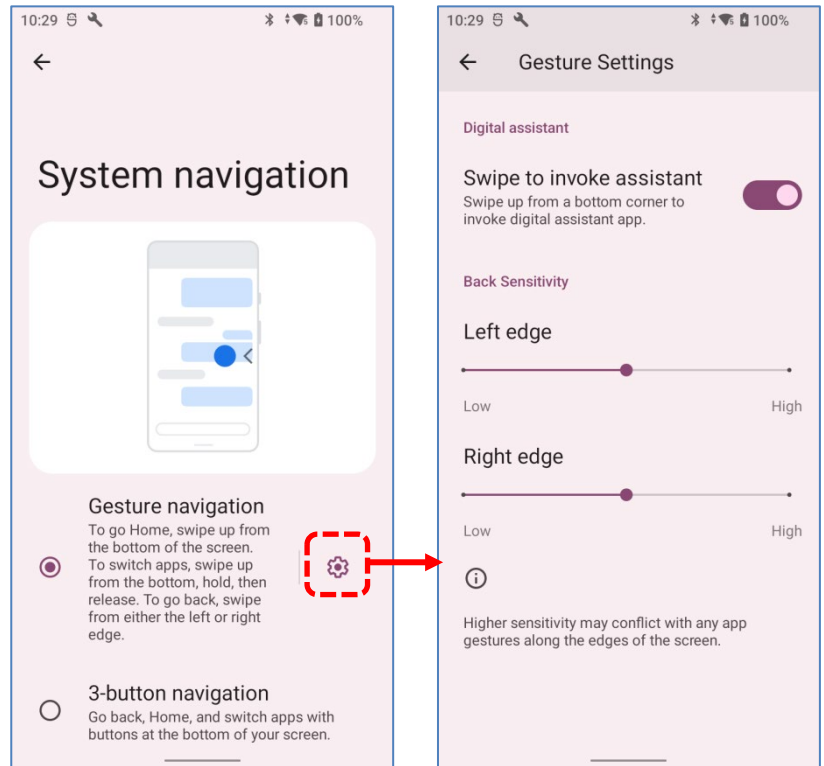 10:29 100%
System navigation
Gesture navigation
To go Home, swipe up from
the bottom of the screen.
To switch apps, swipe up
from the bottom, hold, then
release. To go back, swipe
from either the left or right
edge.
3-button navigation
Go back, Home, and switch apps with
buttons at the bottom of your screen.
10:29 100%
Gesture Settings
Digital assistant
Swipe to invoke assistant
Swipe up from a bottom corner to
invoke digital assistant app.
Back Sensitivity
Left edge
Low High
Right edge
Low High
Higher sensitivity may conflict with any app
gestures along the edges of the screen.